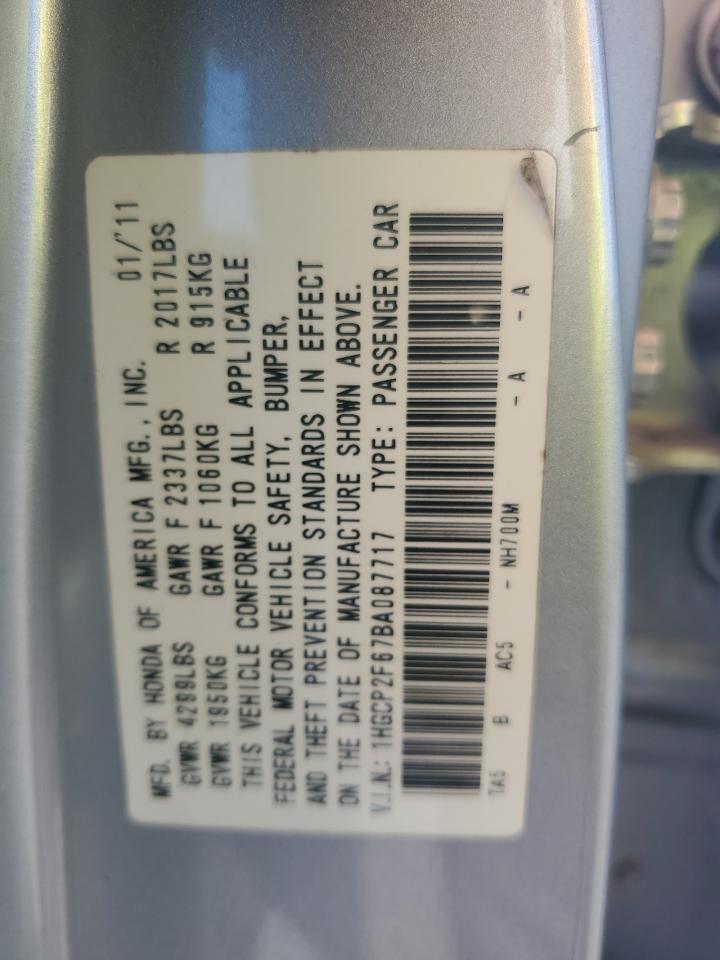 MFD. BY HONDA OF AMERICA MFG., INC. 01/'11
GVWR 4299LBS GAWR F 2337LBS R 2017LBS
GVWR 1950KG GAWR F 1060KG R 915KG
THIS VEHICLE CONFORMS TO ALL APPLICABLE
FEDERAL MOTOR VEHICLE SAFETY, BUMPER,
AND THEFT PREVENTION STANDARDS IN EFFECT
ON THE DATE OF MANUFACTURE SHOWN ABOVE.
V.I.N.: 1HGCP2F67BA087717 TYPE: PASSENGER CAR
TA5 B AC5 - NH700M - A - A